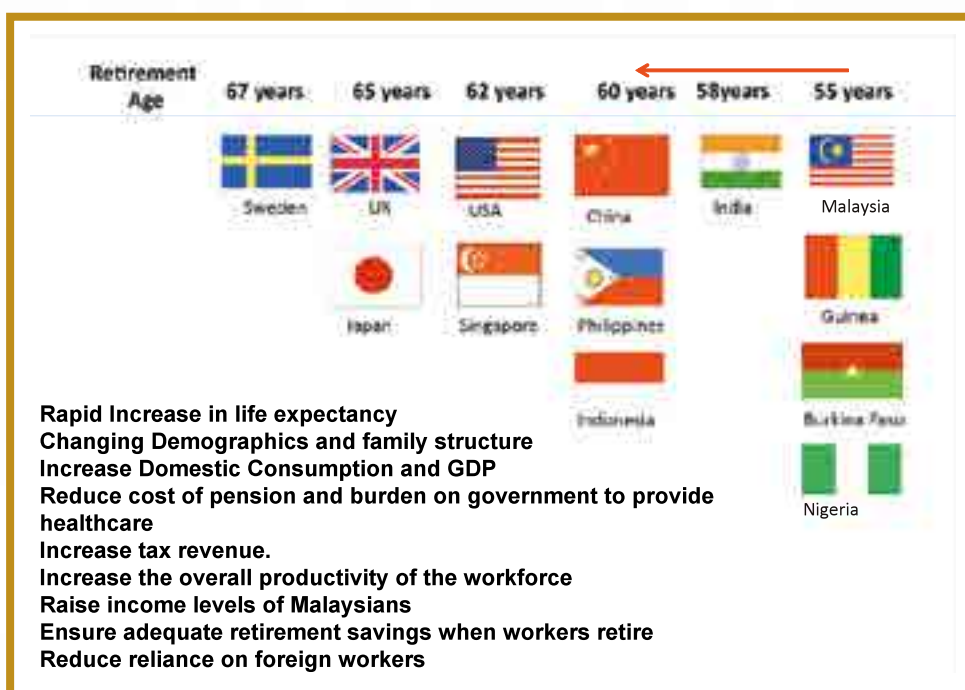 Retirement
Age
67 years
65 years
62 years
60 years
58years
55 years
Sweden
UK
USA
China
India
Malaysia
Japan
Singapore
Philippines
Guinea
Indonesia
Burkina Faso
Nigeria
Rapid Increase in life expectancy
Changing Demographics and family structure
Increase Domestic Consumption and GDP
Reduce cost of pension and burden on government to provide
healthcare
Increase tax revenue.
Increase the overall productivity of the workforce
Raise income levels of Malaysians
Ensure adequate retirement savings when workers retire
Reduce reliance on foreign workers